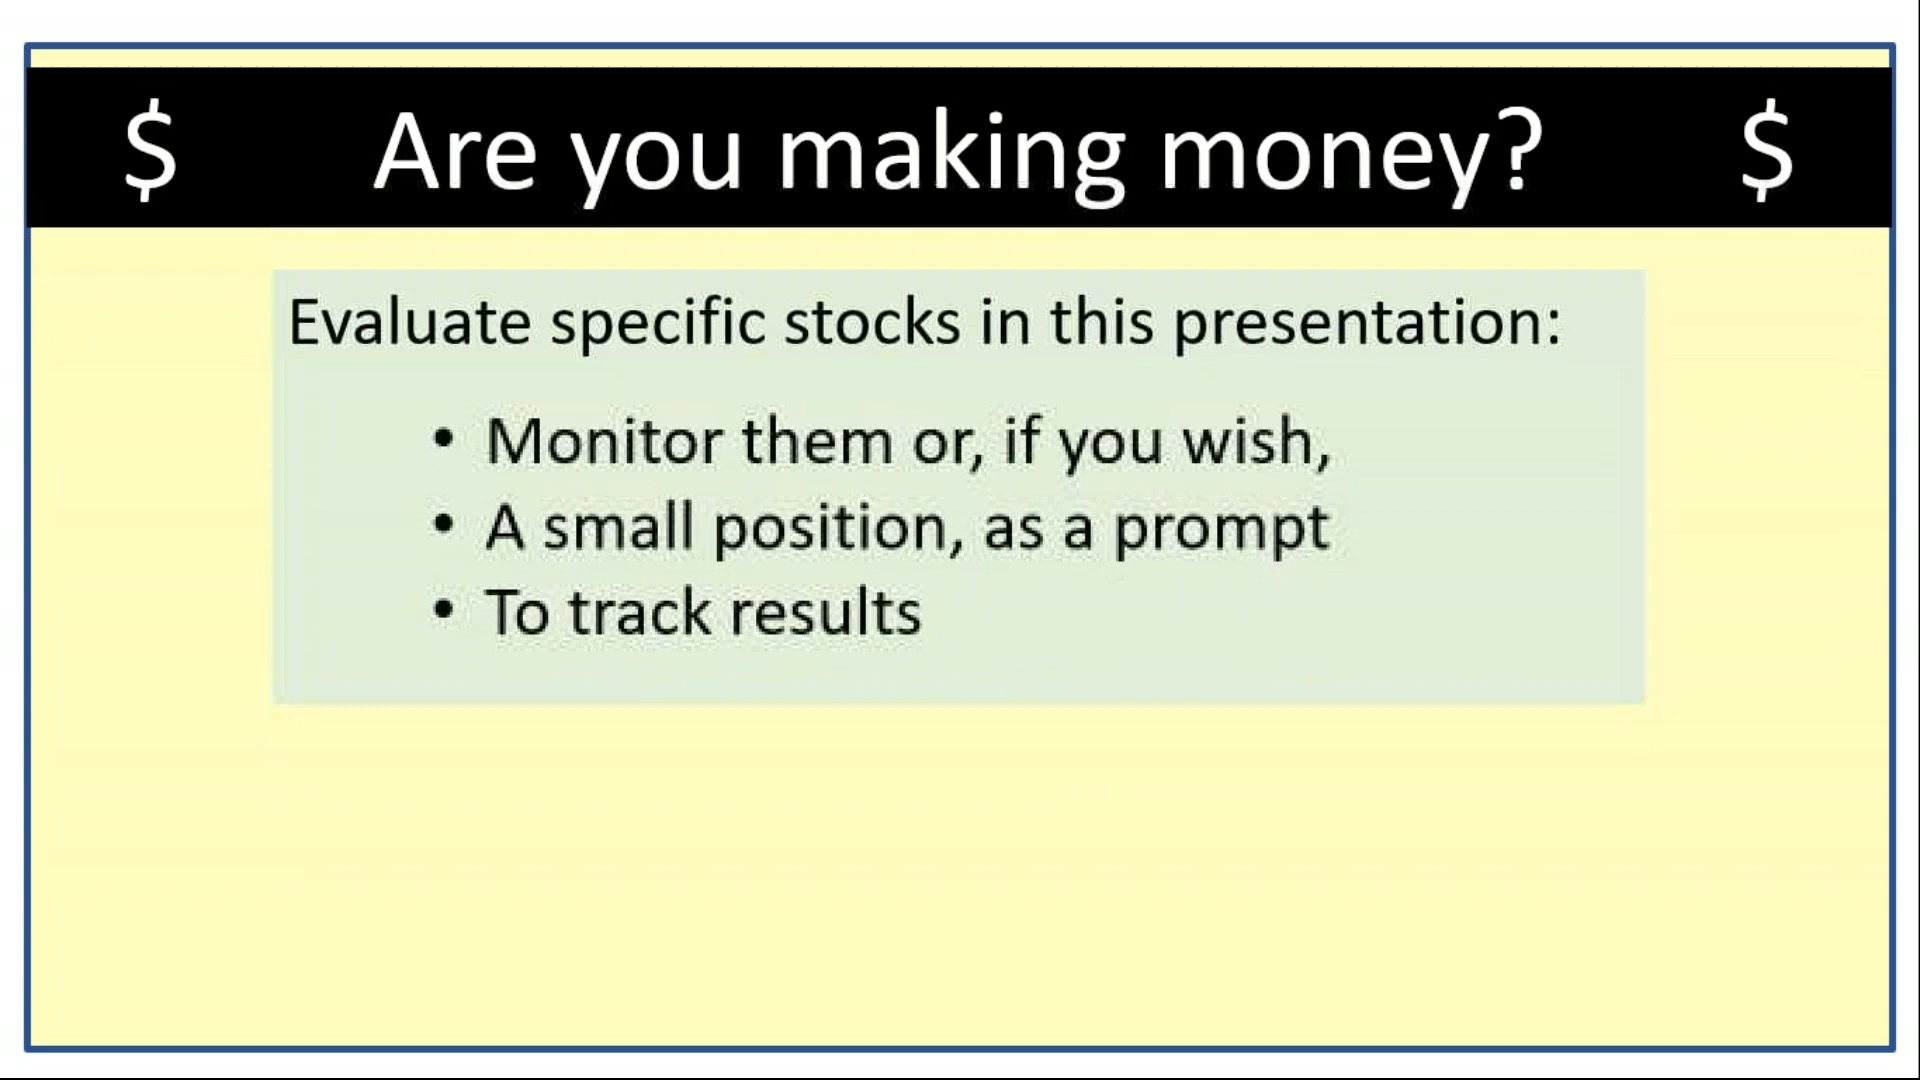 $ Are you making money? $
Evaluate specific stocks in this presentation:
• Monitor them or, if you wish,
• A small position, as a prompt
• To track results